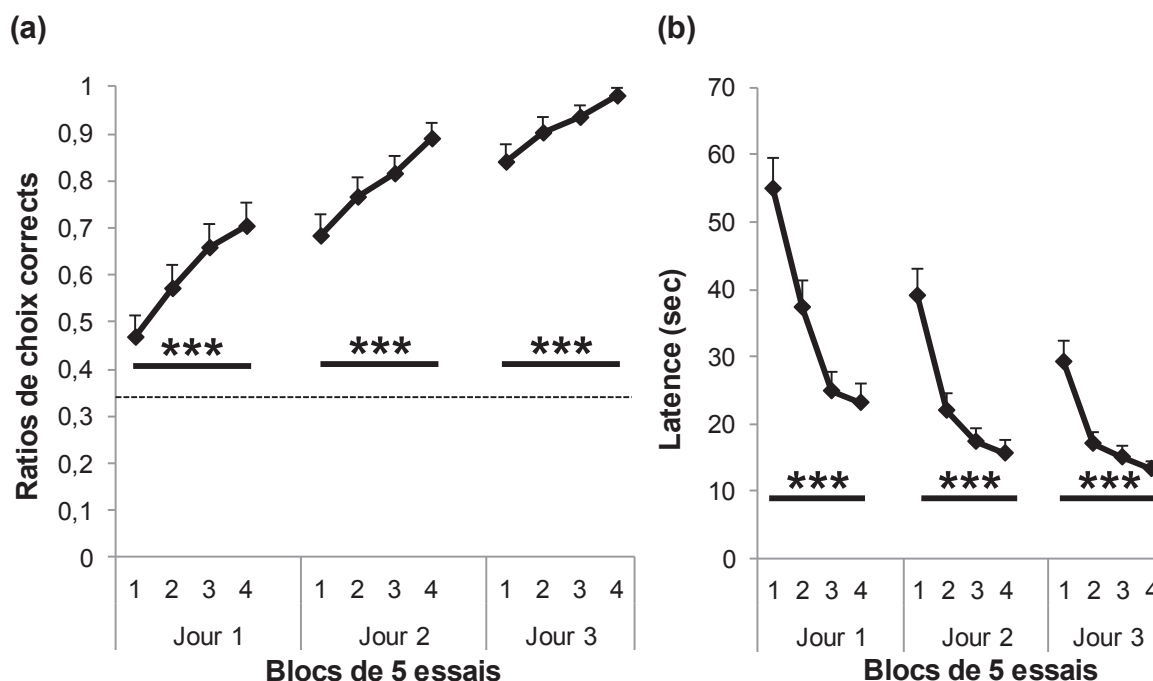 (a)
Ratios de choix corrects
1
0,9
0,8
0,7
0,6
0,5
0,4
0,3
0,2
0,1
0
*** *** ***
1 2 3 4 1 2 3 4 1 2 3 4
Jour 1 Jour 2 Jour 3
Blocs de 5 essais
(b)
Latence (sec)
70
60
50
40
30
20
10
0
*** *** ***
1 2 3 4 1 2 3 4 1 2 3 4
Jour 1 Jour 2 Jour 3
Blocs de 5 essais